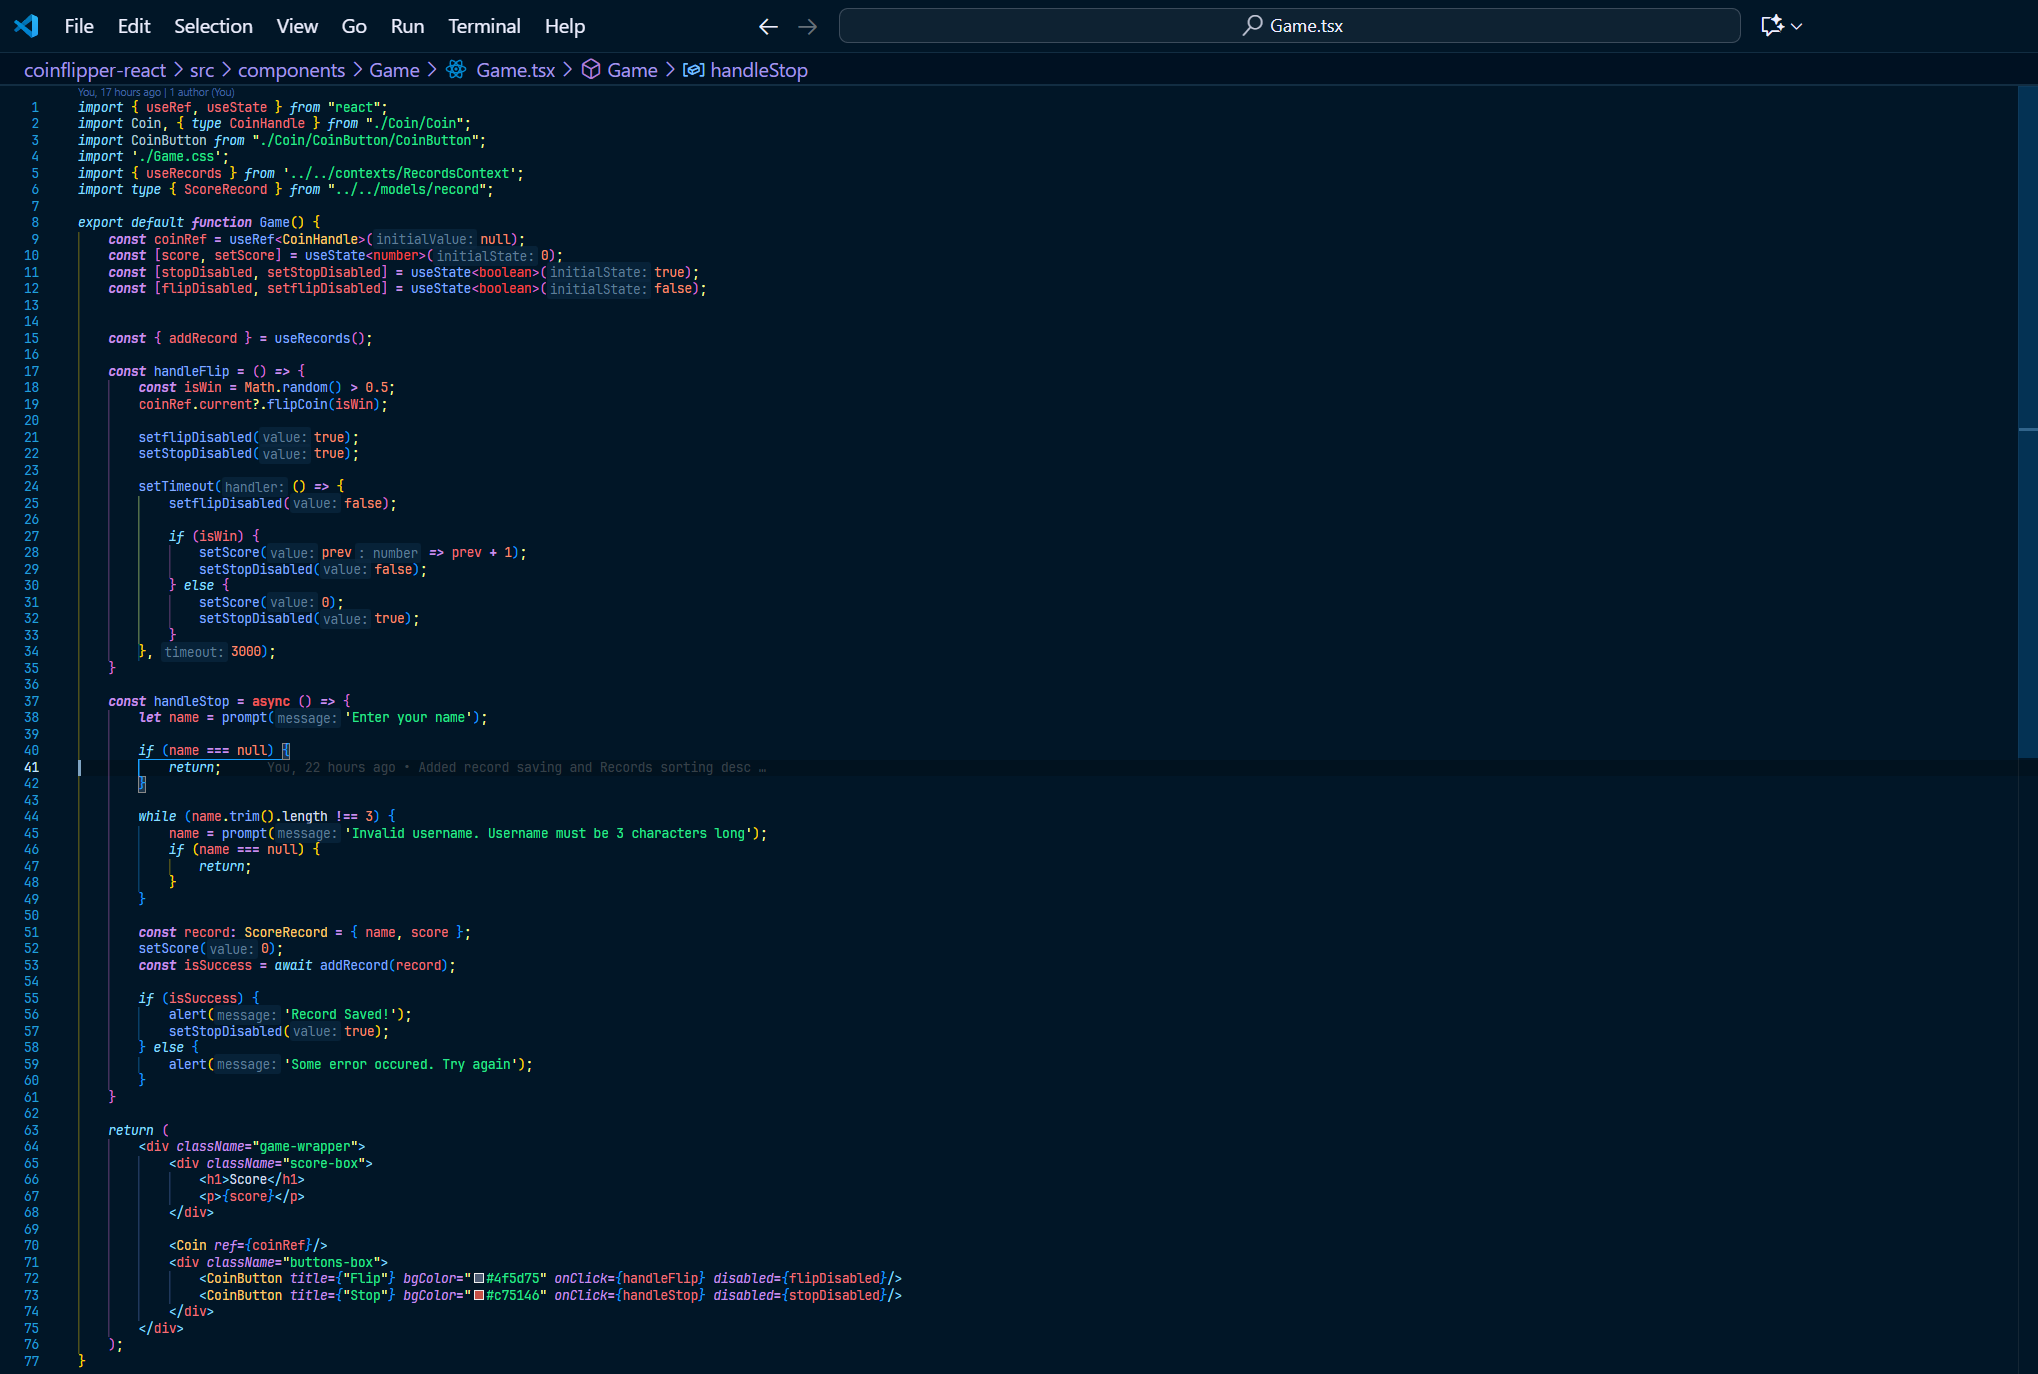 File Edit Selection View Go Run Terminal Help Game.tsx
coinflipper-react > src > components > Game > Game.tsx > Game > handleStop
You, 17 hours ago | 1 author (You)
1 import { useRef, useState } from "react";
2 import Coin, { type CoinHandle } from "./Coin/Coin";
3 import CoinButton from "./Coin/CoinButton/CoinButton";
4 import './Game.css';
5 import { useRecords } from '../../contexts/RecordsContext';
6 import type { ScoreRecord } from "../../models/record";
7
8 export default function Game() {
9 const coinRef = useRef<CoinHandle>(initialValue: null);
10 const [score, setScore] = useState<number>(initialState: 0);
11 const [stopDisabled, setStopDisabled] = useState<boolean>(initialState: true);
12 const [flipDisabled, setflipDisabled] = useState<boolean>(initialState: false);
13
14
15 const { addRecord } = useRecords();
16
17 const handleFlip = () => {
18 const isWin = Math.random() > 0.5;
19 coinRef.current?.flipCoin(isWin);
20
21 setflipDisabled(value: true);
22 setStopDisabled(value: true);
23
24 setTimeout(handler: () => {
25 setflipDisabled(value: false);
26
27 if (isWin) {
28 setScore(value: prev : number => prev + 1);
29 setStopDisabled(value: false);
30 } else {
31 setScore(value: 0);
32 setStopDisabled(value: true);
33 }
34 }, timeout: 3000);
35 }
36
37 const handleStop = async () => {
38 let name = prompt(message: 'Enter your name');
39
40 if (name === null) {
41 return; You, 22 hours ago • Added record saving and Records sorting desc …
42 }
43
44 while (name.trim().length !== 3) {
45 name = prompt(message: 'Invalid username. Username must be 3 characters long');
46 if (name === null) {
47 return;
48 }
49 }
50
51 const record: ScoreRecord = { name, score };
52 setScore(value: 0);
53 const isSuccess = await addRecord(record);
54
55 if (isSuccess) {
56 alert(message: 'Record Saved!');
57 setStopDisabled(value: true);
58 } else {
59 alert(message: 'Some error occured. Try again');
60 }
61 }
62
63 return (
64 <div className="game-wrapper">
65 <div className="score-box">
66 <h1>Score</h1>
67 <p>{score}</p>
68 </div>
69
70 <Coin ref={coinRef}/>
71 <div className="buttons-box">
72 <CoinButton title={"Flip"} bgColor="#4f5d75" onClick={handleFlip} disabled={flipDisabled}/>
73 <CoinButton title={"Stop"} bgColor="#c75146" onClick={handleStop} disabled={stopDisabled}/>
74 </div>
75 </div>
76 );
77 }